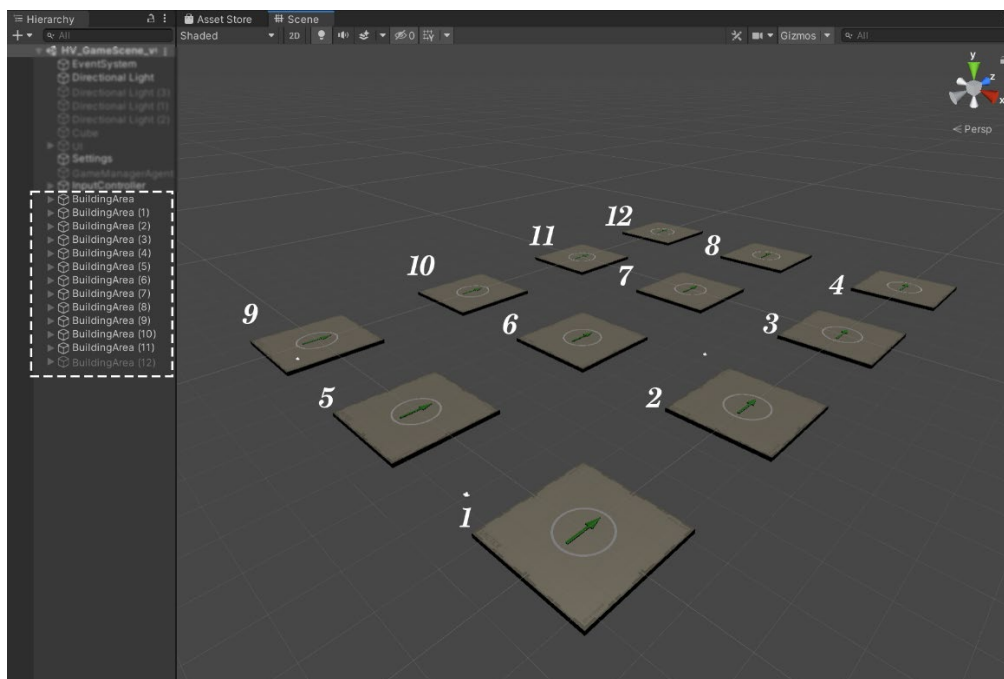 Hierarchy
Asset Store
Scene
All
Shaded
2D
0
Gizmos
All
HV_GameScene_v
EventSystem
Directional Light
Directional Light (3)
Directional Light (1)
Directional Light (2)
Cube
UI
Settings
GameManagerAgent
InputController
BuildingArea
BuildingArea (1)
BuildingArea (2)
BuildingArea (3)
BuildingArea (4)
BuildingArea (5)
BuildingArea (6)
BuildingArea (7)
BuildingArea (8)
BuildingArea (9)
BuildingArea (10)
BuildingArea (11)
BuildingArea (12)
y
z
x
Persp
12
11
8
10
7
4
9
6
3
5
2
1